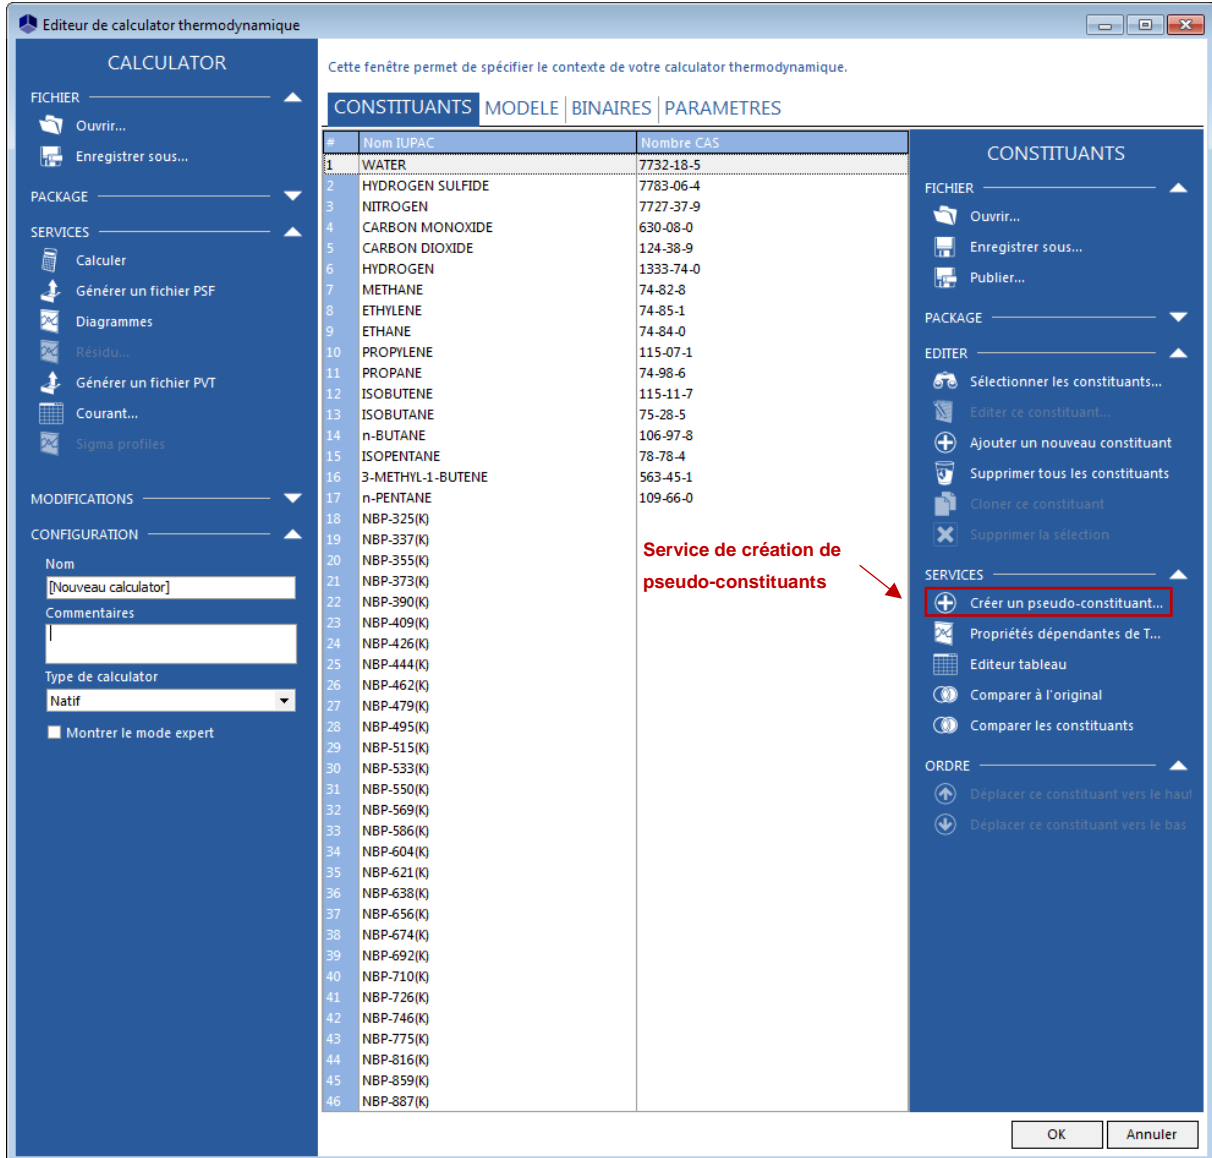 Editeur de calculator thermodynamique
CALCULATOR
FICHIER
Ouvrir...
Enregistrer sous...
PACKAGE
SERVICES
Calculer
Générer un fichier PSF
Diagrammes
Résidu...
Générer un fichier PVT
Courant...
Sigma profiles
MODIFICATIONS
CONFIGURATION
Nom
[Nouveau calculator]
Commentaires
Type de calculator
Natif
Montrer le mode expert
Cette fenêtre permet de spécifier le contexte de votre calculator thermodynamique.
CONSTITUANTS MODELE BINAIRES PARAMETRES
# Nom IUPAC Nombre CAS
1 WATER 7732-18-5
2 HYDROGEN SULFIDE 7783-06-4
3 NITROGEN 7727-37-9
4 CARBON MONOXIDE 630-08-0
5 CARBON DIOXIDE 124-38-9
6 HYDROGEN 1333-74-0
7 METHANE 74-82-8
8 ETHYLENE 74-85-1
9 ETHANE 74-84-0
10 PROPYLENE 115-07-1
11 PROPANE 74-98-6
12 ISOBUTENE 115-11-7
13 ISOBUTANE 75-28-5
14 n-BUTANE 106-97-8
15 ISOPENTANE 78-78-4
16 3-METHYL-1-BUTENE 563-45-1
17 n-PENTANE 109-66-0
18 NBP-325(K)
19 NBP-337(K)
20 NBP-355(K)
21 NBP-373(K)
22 NBP-390(K)
23 NBP-409(K)
24 NBP-426(K)
25 NBP-444(K)
26 NBP-462(K)
27 NBP-479(K)
28 NBP-495(K)
29 NBP-515(K)
30 NBP-533(K)
31 NBP-550(K)
32 NBP-569(K)
33 NBP-586(K)
34 NBP-604(K)
35 NBP-621(K)
36 NBP-638(K)
37 NBP-656(K)
38 NBP-674(K)
39 NBP-692(K)
40 NBP-710(K)
41 NBP-726(K)
42 NBP-746(K)
43 NBP-775(K)
44 NBP-816(K)
45 NBP-859(K)
46 NBP-887(K)
Service de création de
pseudo-constituants
CONSTITUANTS
FICHIER
Ouvrir...
Enregistrer sous...
Publier...
PACKAGE
EDITER
Sélectionner les constituants...
Editer ce constituant...
Ajouter un nouveau constituant
Supprimer tous les constituants
Cloner ce constituant
Supprimer la sélection
SERVICES
Créer un pseudo-constituant...
Propriétés dépendantes de T...
Editeur tableau
Comparer à l'original
Comparer les constituants
ORDRE
Déplacer ce constituant vers le haut
Déplacer ce constituant vers le bas
OK Annuler